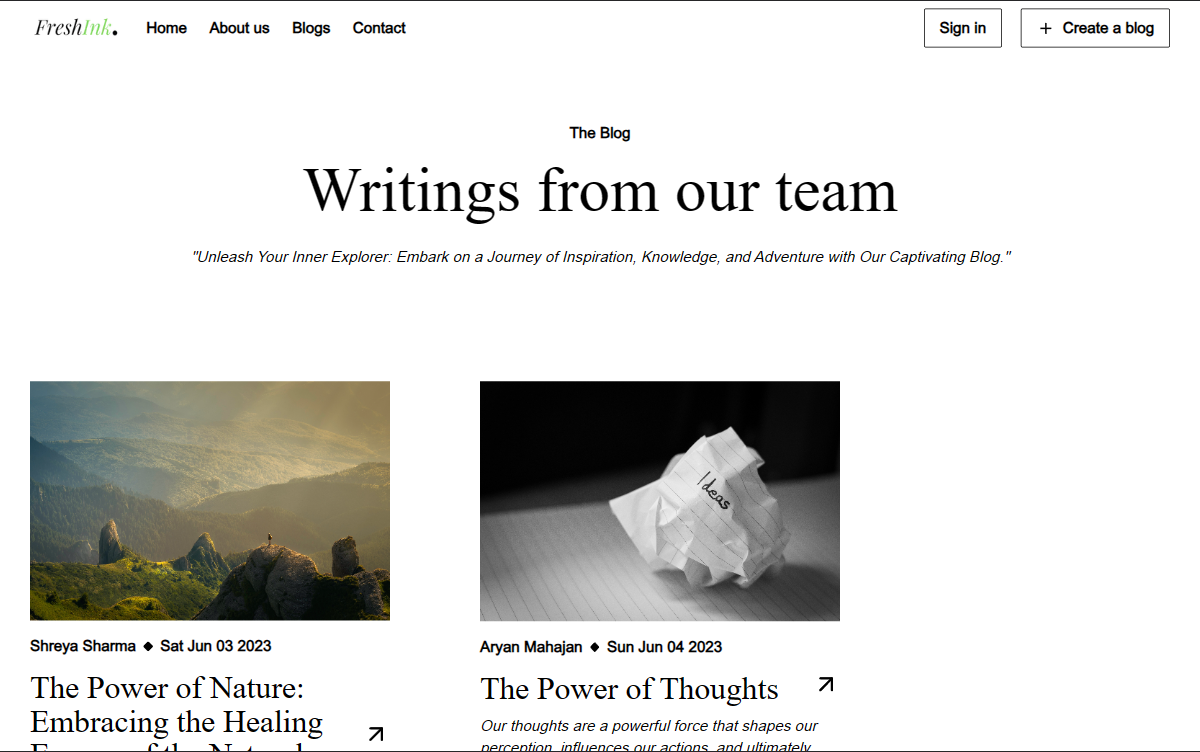 FreshInk. Home About us Blogs Contact Sign in + Create a blog
The Blog
Writings from our team
"Unleash Your Inner Explorer: Embark on a Journey of Inspiration, Knowledge, and Adventure with Our Captivating Blog."
Ideas
Shreya Sharma ◆ Sat Jun 03 2023
The Power of Nature:
Embracing the Healing
Aryan Mahajan ◆ Sun Jun 04 2023
The Power of Thoughts
Our thoughts are a powerful force that shapes our
perception, influences our actions, and ultimately